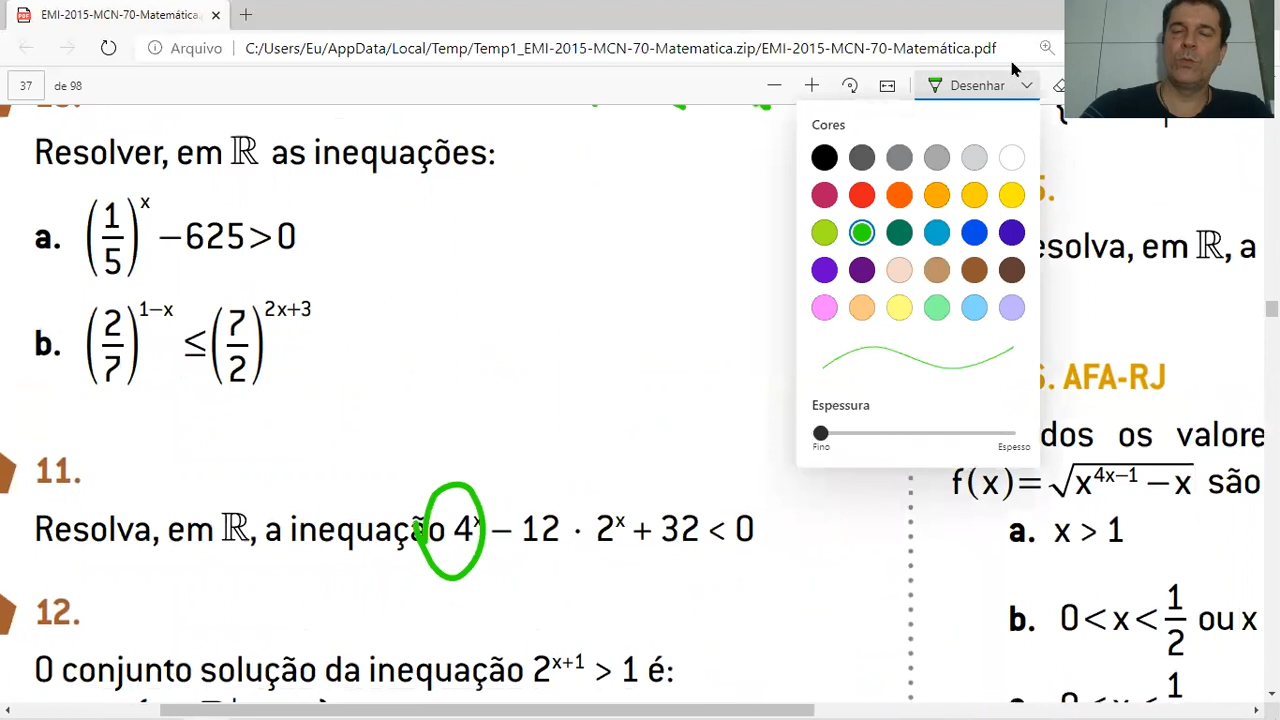 EMI-2015-MCN-70-Matemática.
Arquivo C:/Users/Eu/AppData/Local/Temp/Temp1_EMI-2015-MCN-70-Matematica.zip/EMI-2015-MCN-70-Matemática.pdf
37 de 98
Desenhar
Resolver, em ℝ as inequações:
a. (1/5)^x −625>0
b. (2/7)^1−x ≤ (7/2)^2x+3
11.
Resolva, em ℝ, a inequação 4^x − 12 · 2^x + 32 < 0
12.
O conjunto solução da inequação 2^x+1 > 1 é:
Cores
Espessura
Fino Espesso
5.
esolva, em ℝ, a
6. AFA-RJ
dos os valore
f(x)= √x^4x−1 − x são
a. x > 1
b. 0<x<1/2 ou x